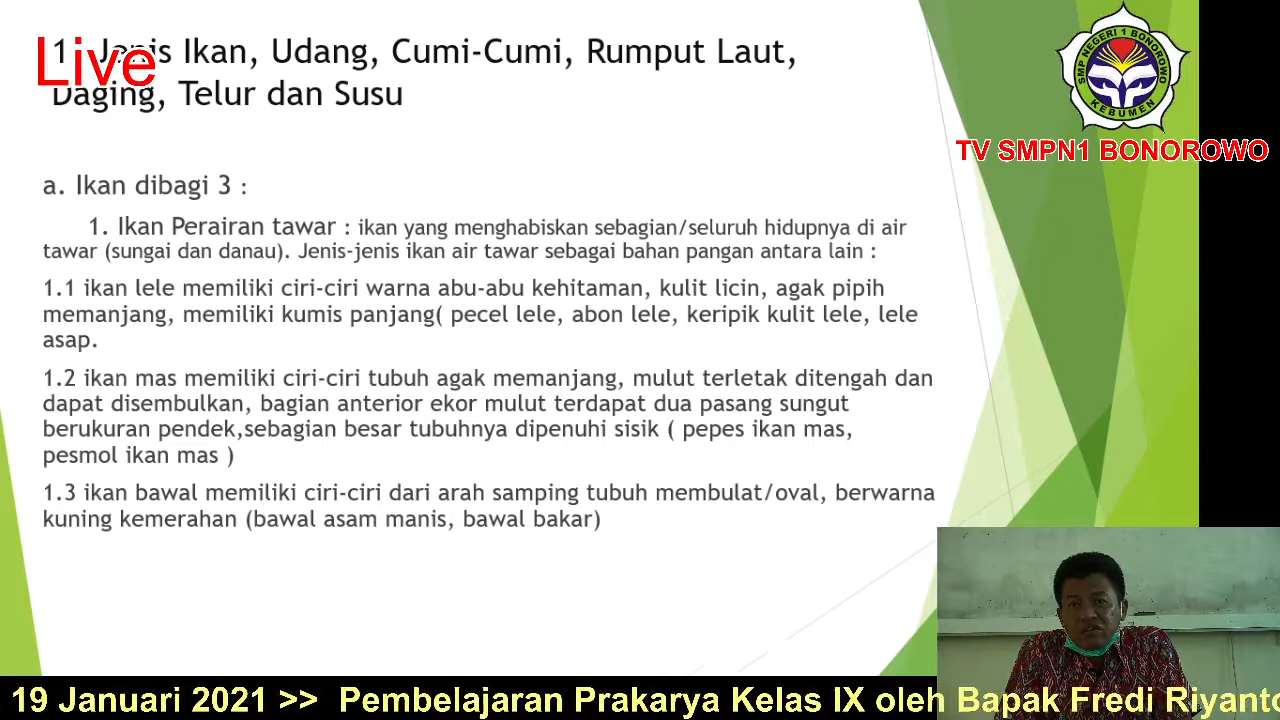 1. Jenis Ikan, Udang, Cumi-Cumi, Rumput Laut,
Daging, Telur dan Susu
Live
SMP NEGERI 1 BONOROWO
KEBUMEN
TV SMPN1 BONOROWO
a. Ikan dibagi 3 :
1. Ikan Perairan tawar : ikan yang menghabiskan sebagian/seluruh hidupnya di air
tawar (sungai dan danau). Jenis-jenis ikan air tawar sebagai bahan pangan antara lain :
1.1 ikan lele memiliki ciri-ciri warna abu-abu kehitaman, kulit licin, agak pipih
memanjang, memiliki kumis panjang( pecel lele, abon lele, keripik kulit lele, lele
asap.
1.2 ikan mas memiliki ciri-ciri tubuh agak memanjang, mulut terletak ditengah dan
dapat disembulkan, bagian anterior ekor mulut terdapat dua pasang sungut
berukuran pendek,sebagian besar tubuhnya dipenuhi sisik ( pepes ikan mas,
pesmol ikan mas )
1.3 ikan bawal memiliki ciri-ciri dari arah samping tubuh membulat/oval, berwarna
kuning kemerahan (bawal asam manis, bawal bakar)
19 Januari 2021 >> Pembelajaran Prakarya Kelas IX oleh Bapak Fredi Riyanto